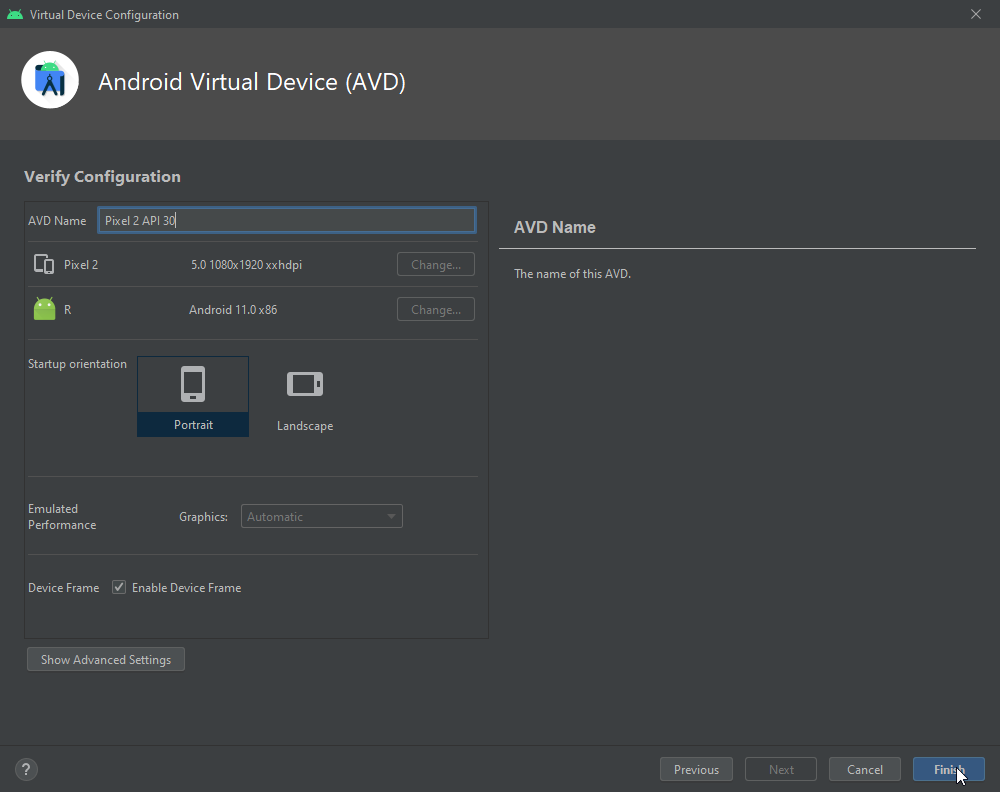 Virtual Device Configuration
Android Virtual Device (AVD)
Verify Configuration
AVD Name Pixel 2 API 30
Pixel 2 5.0 1080x1920 xxhdpi Change...
R Android 11.0 x86 Change...
Startup orientation
Portrait
Landscape
Emulated
Performance
Graphics: Automatic
Device Frame Enable Device Frame
Show Advanced Settings
AVD Name
The name of this AVD.
? Previous Next Cancel Finish